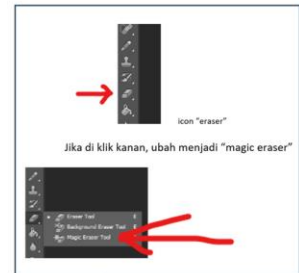 icon "eraser"
Jika di klik kanan, ubah menjadi "magic eraser"
Eraser Tool E
Background Eraser Tool E
Magic Eraser Tool E